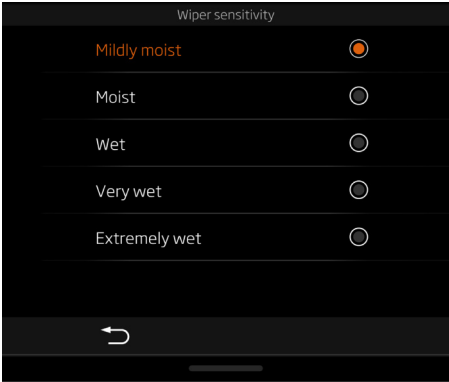 Wiper sensitivity
Mildly moist
Moist
Wet
Very wet
Extremely wet